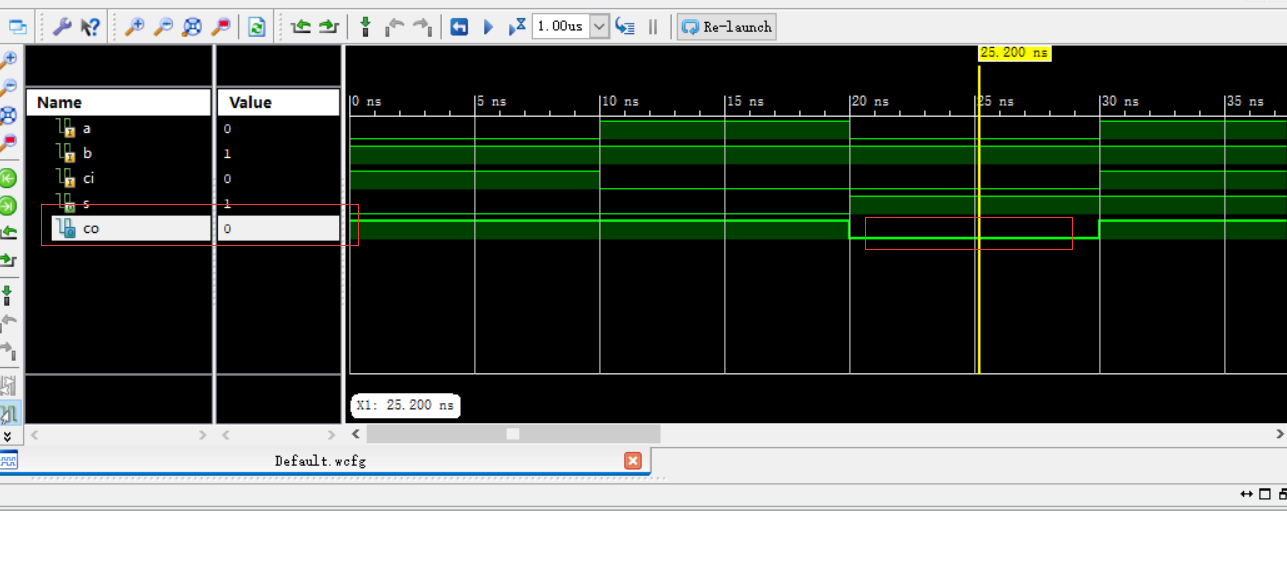 1.00us
Re-launch
25.200 ns
Name
Value
0 ns
5 ns
10 ns
15 ns
20 ns
25 ns
30 ns
35 ns
a
0
b
1
ci
0
s
1
co
0
X1: 25.200 ns
Default.wcfg